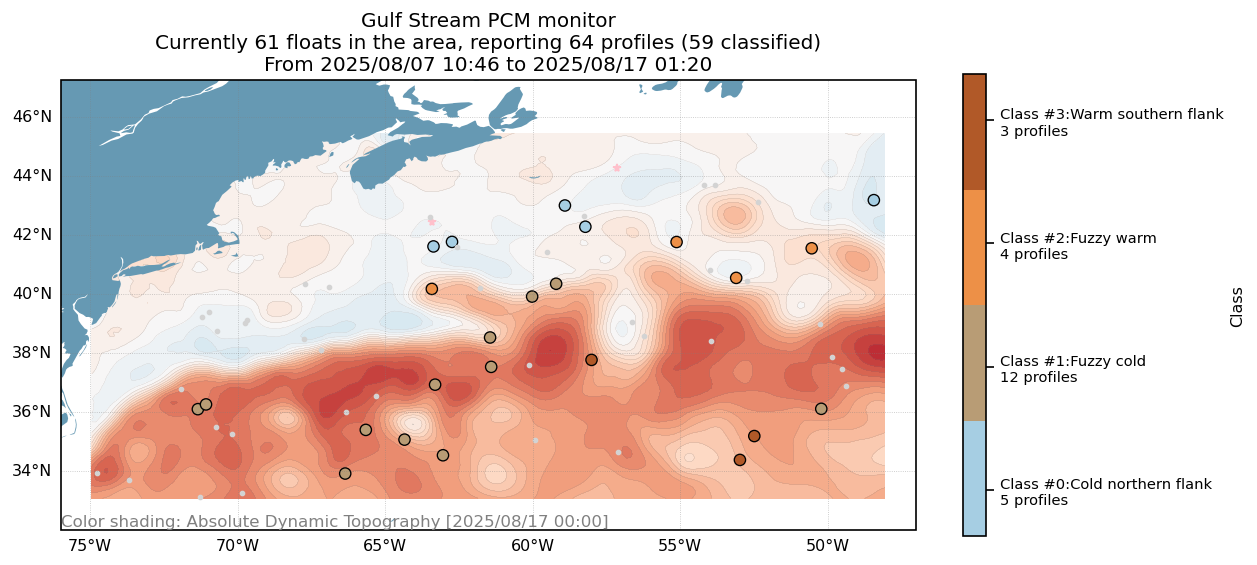 Gulf Stream PCM monitor
Currently 61 floats in the area, reporting 64 profiles (59 classified)
From 2025/08/07 10:46 to 2025/08/17 01:20
46°N
44°N
42°N
40°N
38°N
36°N
34°N
Color shading: Absolute Dynamic Topography [2025/08/17 00:00]
75°W
70°W
65°W
60°W
55°W
50°W
Class #3:Warm southern flank
3 profiles
Class #2:Fuzzy warm
4 profiles
Class #1:Fuzzy cold
12 profiles
Class #0:Cold northern flank
5 profiles
Class